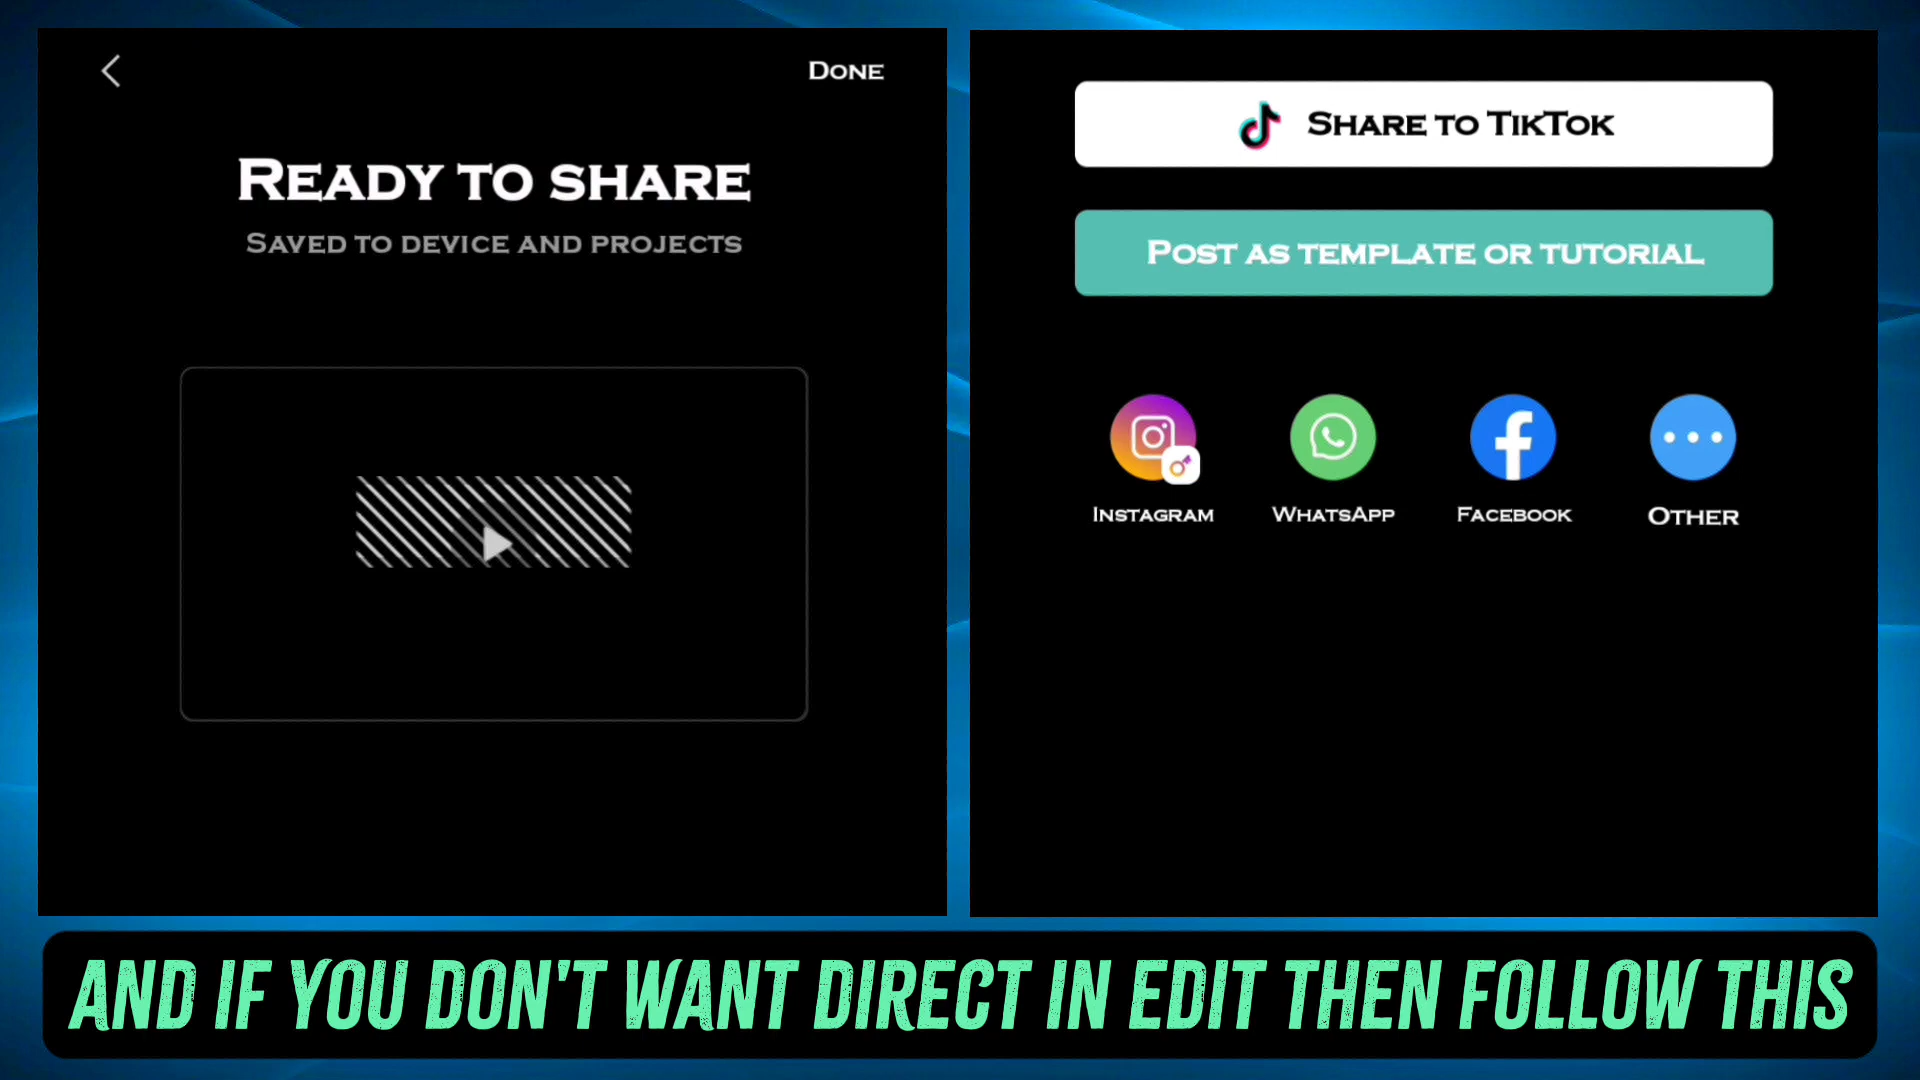 Done
Ready to share
Saved to device and projects
Share to TikTok
Post as template or tutorial
Instagram
WhatsApp
Facebook
Other
AND IF YOU DON'T WANT DIRECT IN EDIT THEN FOLLOW THIS